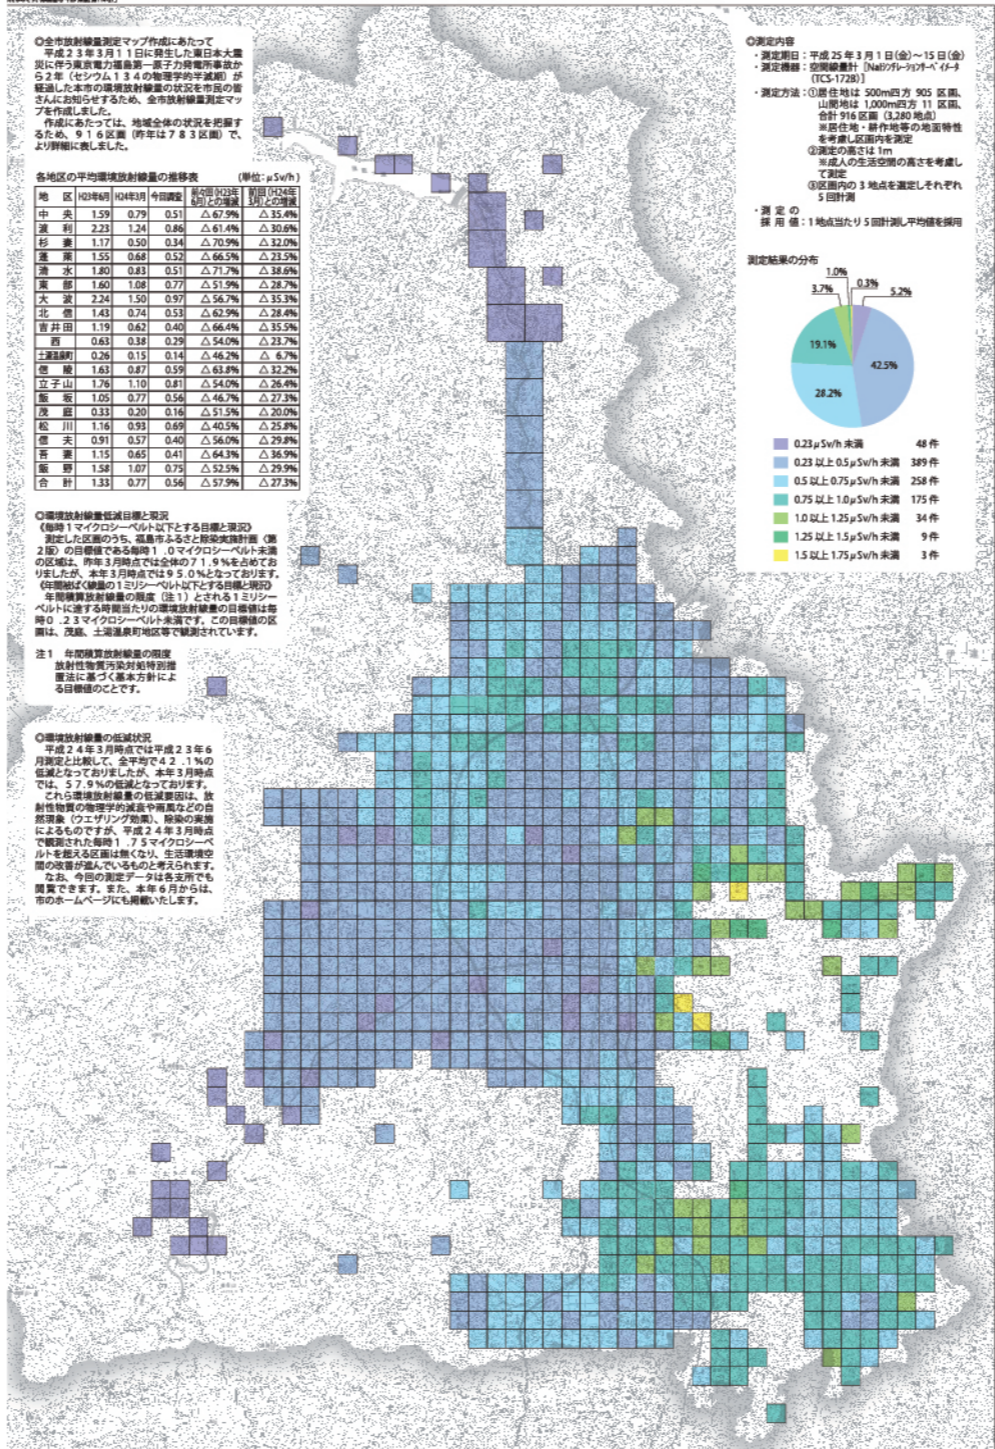 ◎全市放射線量測定マップ作成にあたって
平成23年3月11日に発生した東日本大震
災に伴う東京電力福島第一原子力発電所事故か
ら2年（セシウム134の物理学的半減期）が
経過した本市の環境放射線量の状況を市民の皆
さんにお知らせするため、全市放射線量測定マッ
プを作成しました。
作成にあたっては、地域全体の状況を把握す
るため、916区画（昨年は783区画）で、
より詳細に表しました。
各地区の平均環境放射線量の推移表 （単位：μSv/h）
地 区 H23年6月 H24年3月 今回調査 前々回（H23年6月）との増減 前回（H24年3月）との増減
中 央 1.59 0.79 0.51 △67.9% △35.4%
渡 利 2.23 1.24 0.86 △61.4% △30.6%
杉 妻 1.17 0.50 0.34 △70.9% △32.0%
蓬 莱 1.55 0.68 0.52 △66.5% △23.5%
清 水 1.80 0.83 0.51 △71.7% △38.6%
東 部 1.60 1.08 0.77 △51.9% △28.7%
大 波 2.24 1.50 0.97 △56.7% △35.3%
北 信 1.43 0.74 0.53 △62.9% △28.4%
吉井田 1.19 0.62 0.40 △66.4% △35.5%
西 0.63 0.38 0.29 △54.0% △23.7%
土湯温泉町 0.26 0.15 0.14 △46.2% △ 6.7%
信 陵 1.63 0.87 0.59 △63.8% △32.2%
立子山 1.76 1.10 0.81 △54.0% △26.4%
飯 坂 1.05 0.77 0.56 △46.7% △27.3%
茂 庭 0.33 0.20 0.16 △51.5% △20.0%
松 川 1.16 0.93 0.69 △40.5% △25.8%
信 夫 0.91 0.57 0.40 △56.0% △29.8%
吾 妻 1.15 0.65 0.41 △64.3% △36.9%
飯 野 1.58 1.07 0.75 △52.5% △29.9%
合 計 1.33 0.77 0.56 △57.9% △27.3%
◎環境放射線量低減目標と現況
《毎時1マイクロシーベルト以下とする目標と現況》
測定した区画のうち、福島市ふるさと除染実施計画〈第
2版〉の目標値である毎時1.0マイクロシーベルト未満
の区域は、昨年3月時点では全体の71.9%を占めてお
りましたが、本年3月時点では95.0%となっております。
《年間被ばく線量の1ミリシーベルト以下とする目標と現況》
年間積算放射線量の限度（注1）とされる1ミリシー
ベルトに達する時間当たりの環境放射線量の目標値は毎
時0.23マイクロシーベルト未満です。この目標値の区
画は、茂庭、土湯温泉町地区等で観測されています。
注1 年間積算放射線量の限度
放射性物質汚染対処特別措
置法に基づく基本方針によ
る目標値のことです。
◎環境放射線量の低減状況
平成24年3月時点では平成23年6
月測定と比較して、全平均で42.1%の
低減となっておりましたが、本年3月時点
では、57.9%の低減となっております。
これら環境放射線量の低減要因は、放
射性物質の物理学的減衰や雨風などの自
然現象（ウエザリング効果）、除染の実施
によるものですが、平成24年3月時点
で観測された毎時1.75マイクロシーベ
ルトを超える区画は無くなり、生活環境空
間の改善が進んでいるものと考えられます。
なお、今回の測定データは各支所でも
閲覧できます。また、本年6月からは、
市のホームページにも掲載いたします。
◎測定内容
・測定期日：平成25年3月1日（金）～15日（金）
・測定機器：空間線量計［NaIシンチレーションサーベイメータ
（TCS-172B）］
・測定方法：①居住地は 500m四方 905 区画、
山間地は 1,000m四方 11 区画、
合計 916 区画（3,280 地点）
※居住地・耕作地等の地面特性
を考慮し区画内を測定
②測定の高さは1m
※成人の生活空間の高さを考慮し
て測定
③区画内の 3 地点を選定しそれぞれ
5 回計測
・測 定 の
採 用 値：1地点当たり5回計測し平均値を採用
測定結果の分布
1.0%
0.3%
3.7%
5.2%
19.1%
42.5%
28.2%
0.23μSv/h 未満 48 件
0.23 以上 0.5μSv/h 未満 389 件
0.5 以上 0.75μSv/h 未満 258 件
0.75 以上 1.0μSv/h 未満 175 件
1.0 以上 1.25μSv/h 未満 34 件
1.25 以上 1.5μSv/h 未満 9 件
1.5 以上 1.75μSv/h 未満 3 件